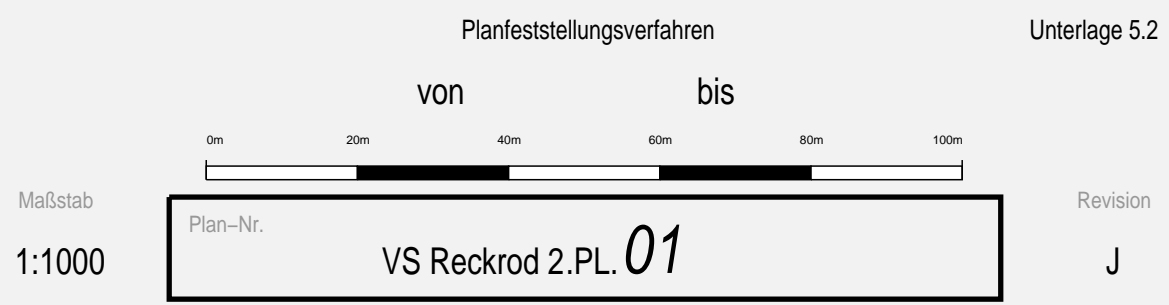 Planfeststellungsverfahren Unterlage 5.2
von bis
0m 20m 40m 60m 80m 100m
Maßstab Revision
Plan–Nr.
1:1000 VS Reckrod 2.PL. 01 J